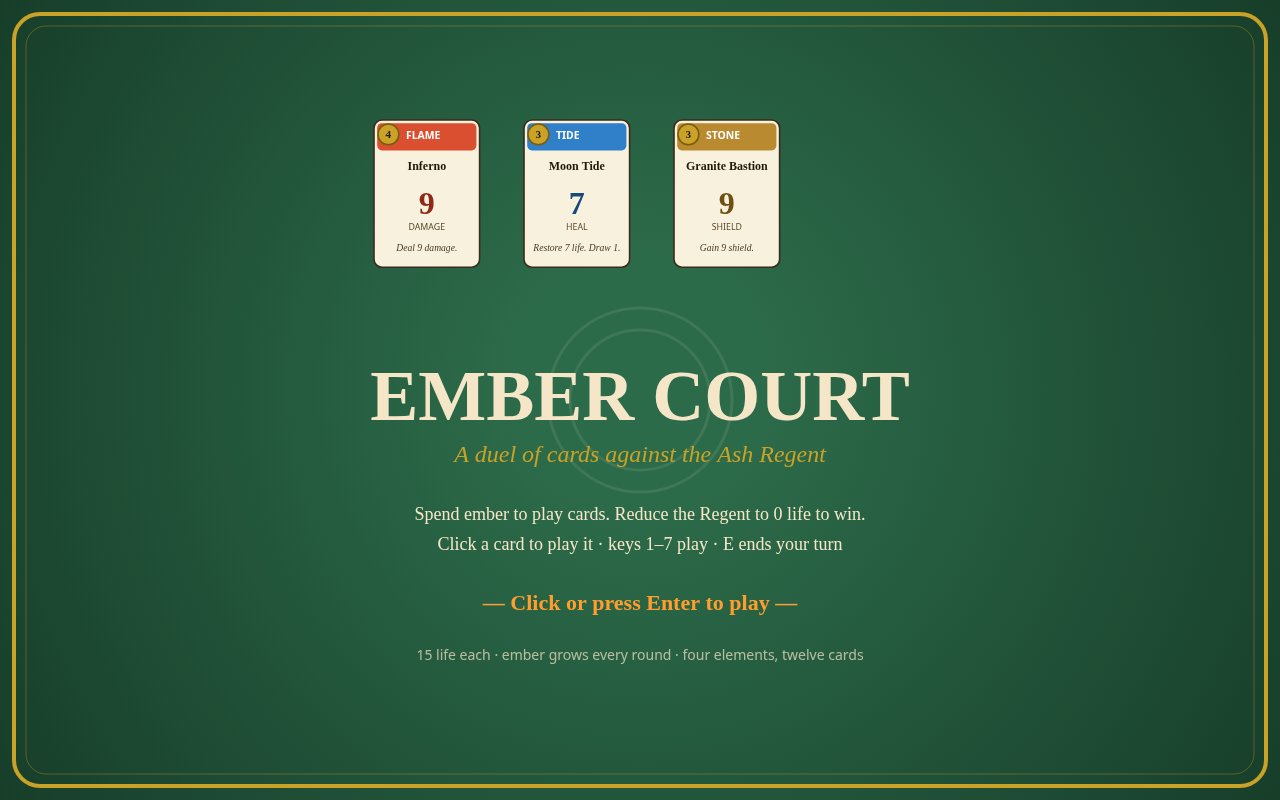 4 FLAME
Inferno
9
DAMAGE
Deal 9 damage.
3 TIDE
Moon Tide
7
HEAL
Restore 7 life. Draw 1.
3 STONE
Granite Bastion
9
SHIELD
Gain 9 shield.
EMBER COURT
A duel of cards against the Ash Regent
Spend ember to play cards. Reduce the Regent to 0 life to win.
Click a card to play it · keys 1–7 play · E ends your turn
— Click or press Enter to play —
15 life each · ember grows every round · four elements, twelve cards